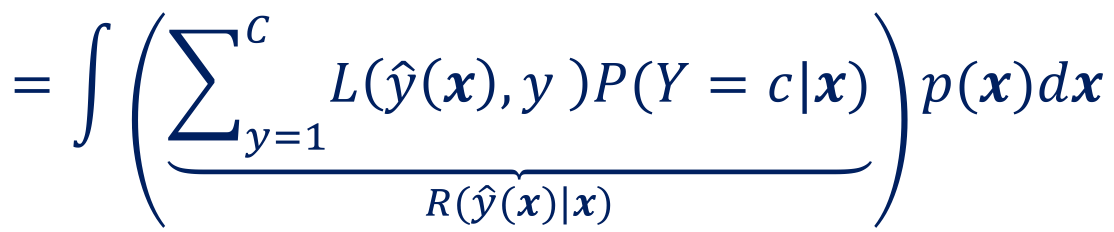 = ∫ ( ∑_{y=1}^{C} L(ŷ(𝒙), y )P(Y = c|𝒙) ) p(𝒙)d𝒙
R(ŷ(𝒙)|𝒙)